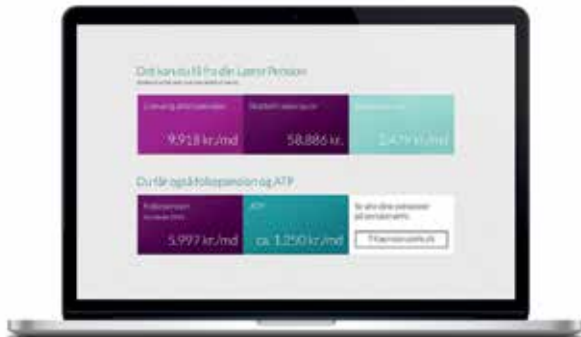 Det kan du få fra din Lærer Pension
Livsvarig alderspension
9.918 kr./md
58.886 kr.
2.479 kr./md
Du får også folkepension og ATP
Folkepension
5.997 kr./md
ATP
ca. 1.250 kr./md
Se alle dine pensioner